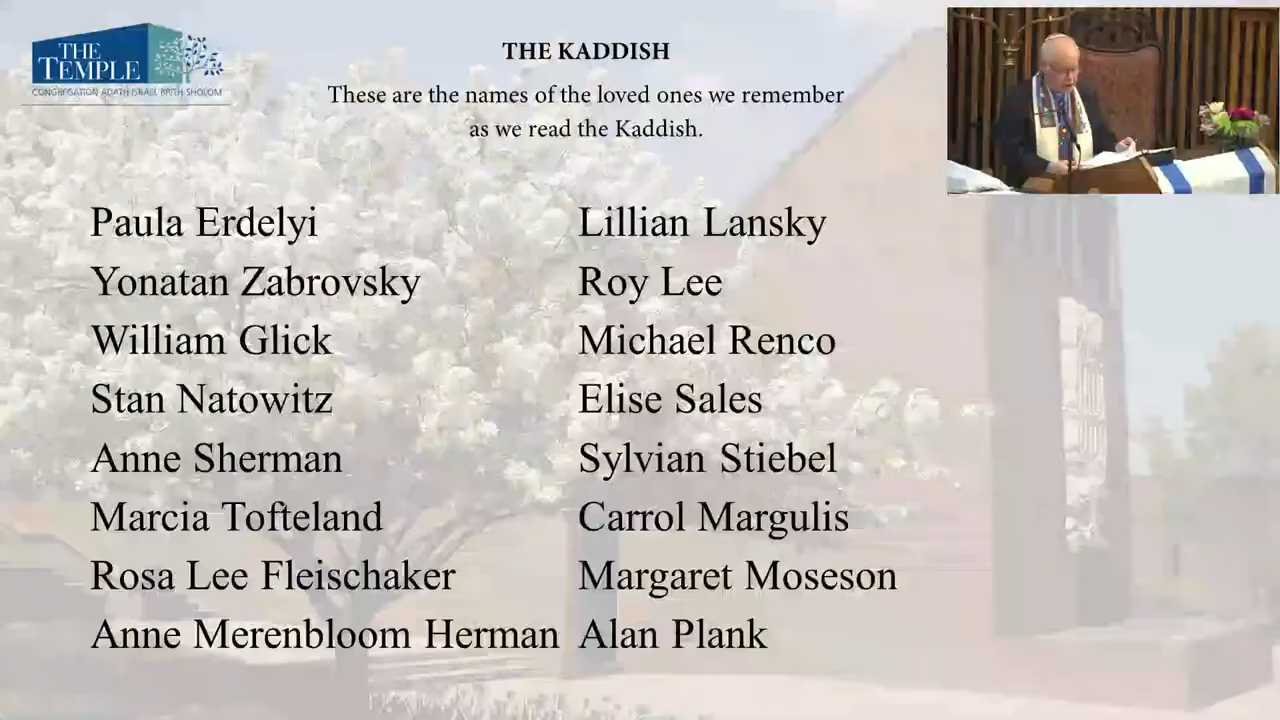 THE
TEMPLE
CONGREGATION ADATH ISRAEL BRITH SHOLOM
THE KADDISH
These are the names of the loved ones we remember
as we read the Kaddish.
Paula Erdelyi
Yonatan Zabrovsky
William Glick
Stan Natowitz
Anne Sherman
Marcia Tofteland
Rosa Lee Fleischaker
Anne Merenbloom Herman
Lillian Lansky
Roy Lee
Michael Renco
Elise Sales
Sylvian Stiebel
Carrol Margulis
Margaret Moseson
Alan Plank